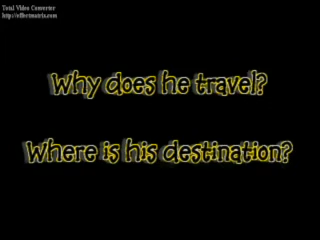 Total Video Converter
http://effectmatrix.com
Why does he travel?
Where is his destination?